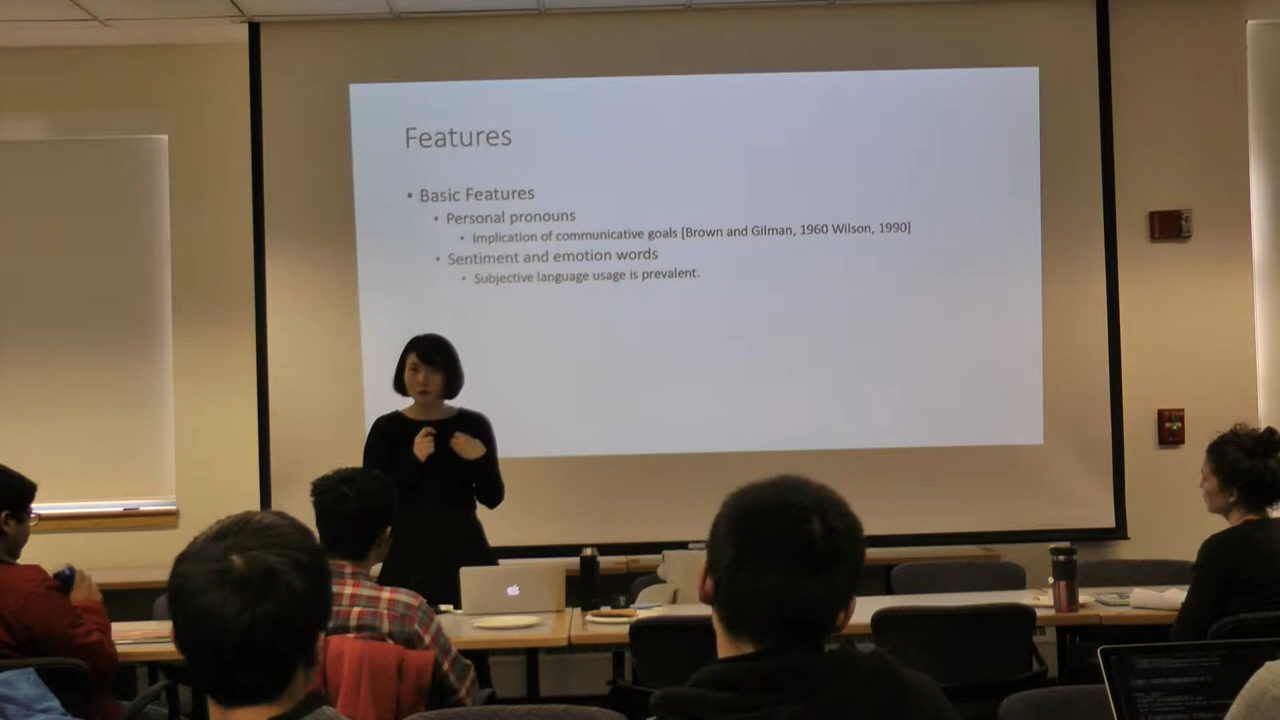 Features
• Basic Features
• Personal pronouns
• Implication of communicative goals [Brown and Gilman, 1960 Wilson, 1990]
• Sentiment and emotion words
• Subjective language usage is prevalent.